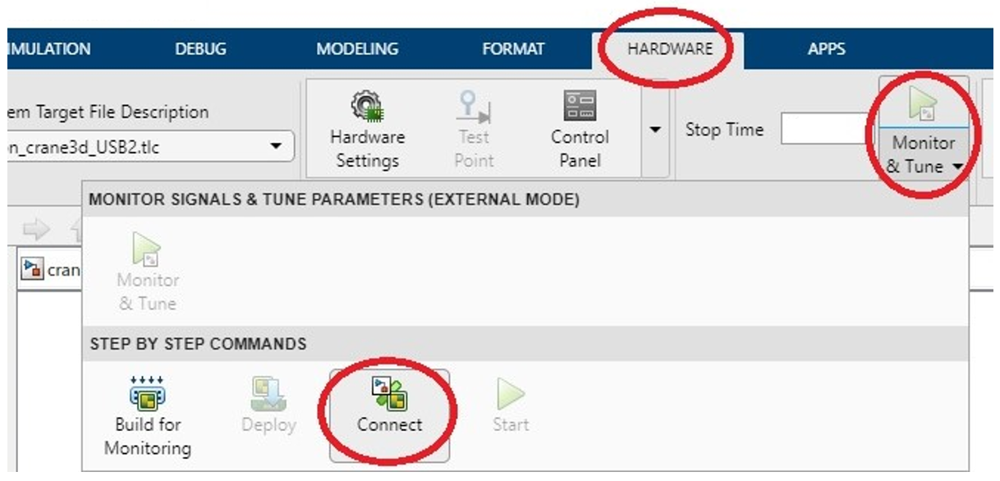 IMULATION DEBUG MODELING FORMAT HARDWARE APPS
em Target File Description
n_crane3d_USB2.tlc
Hardware
Settings
Test
Point
Control
Panel
Stop Time
Monitor
& Tune
MONITOR SIGNALS & TUNE PARAMETERS (EXTERNAL MODE)
cran
Monitor
& Tune
STEP BY STEP COMMANDS
Build for
Monitoring
Deploy
Connect
Start